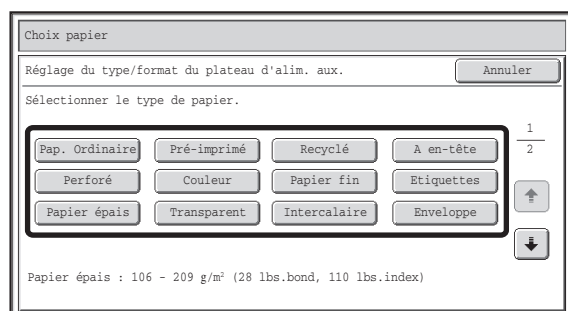 Choix papier
Réglage du type/format du plateau d'alim. aux. Annuler
Sélectionner le type de papier.
1
2
Pap. Ordinaire Pré-imprimé Recyclé A en-tête
Perforé Couleur Papier fin Etiquettes
Papier épais Transparent Intercalaire Enveloppe
Papier épais : 106 - 209 g/m² (28 lbs.bond, 110 lbs.index)